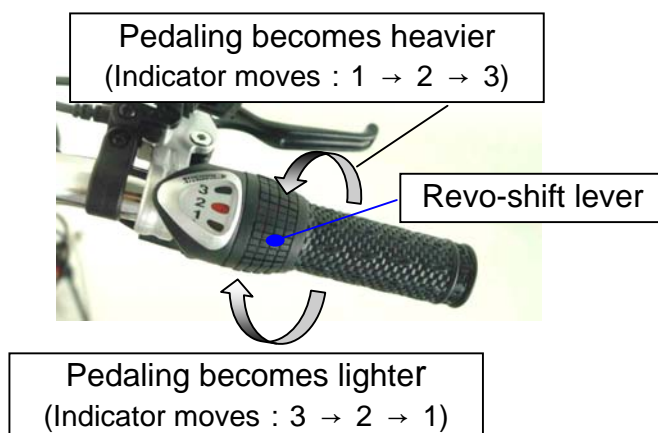 Pedaling becomes heavier
(Indicator moves : 1 → 2 → 3)
Revo-shift lever
3
2
1
Pedaling becomes lighter
(Indicator moves : 3 → 2 → 1)